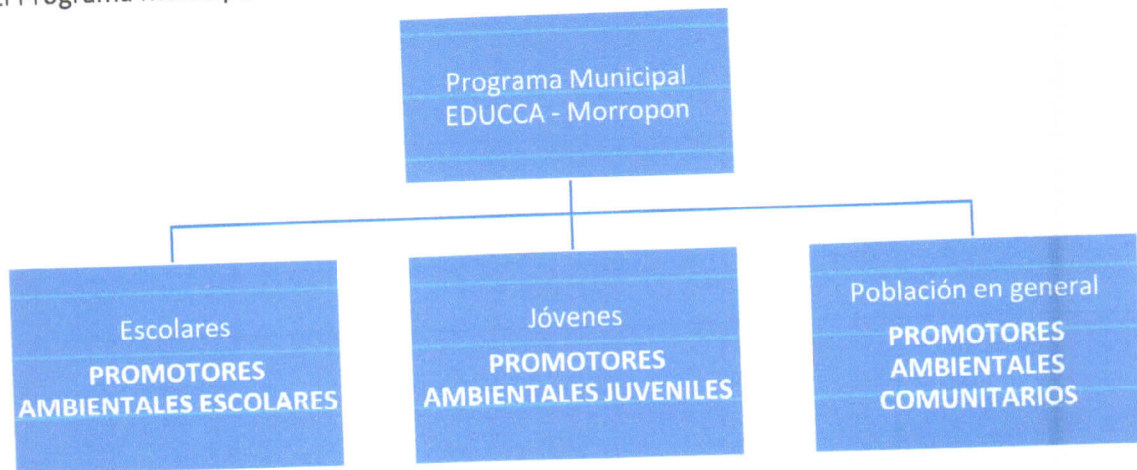 Programa Municipal
EDUCCA - Morropon
Escolares
PROMOTORES
AMBIENTALES ESCOLARES
Jóvenes
PROMOTORES
AMBIENTALES JUVENILES
Población en general
PROMOTORES
AMBIENTALES
COMUNITARIOS